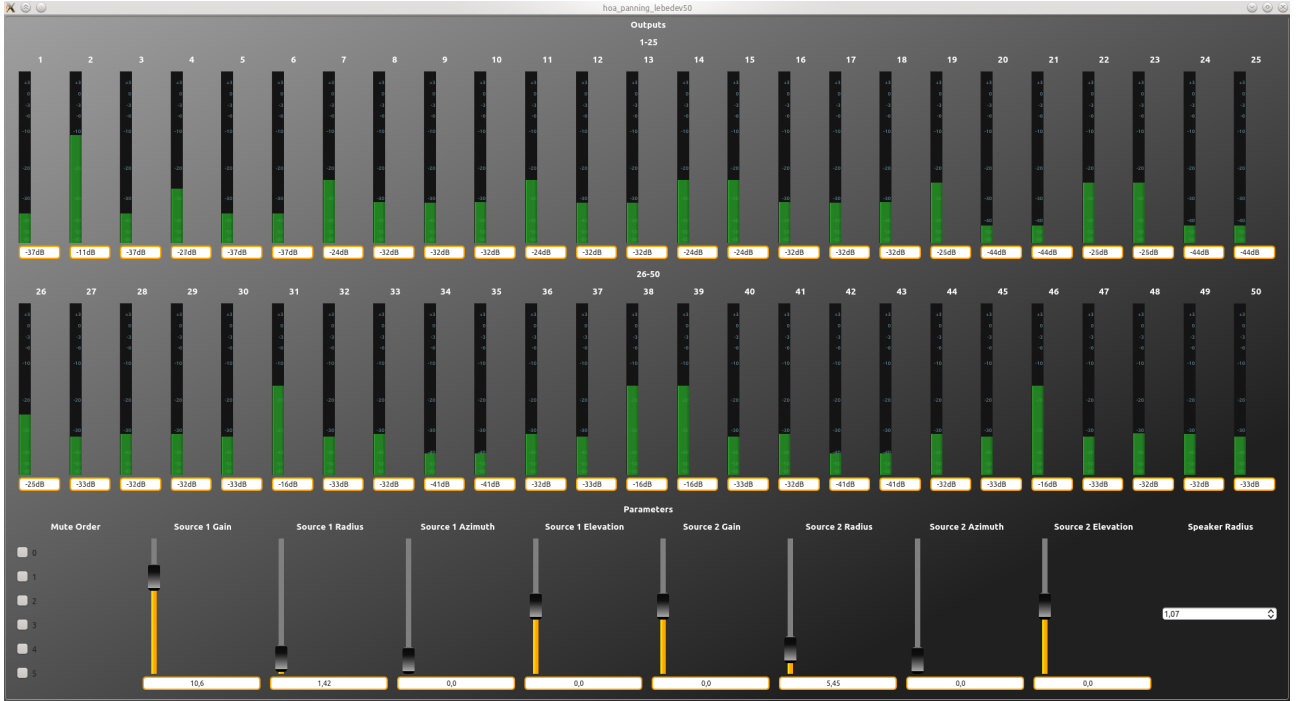 hoa_panning_lebedev50
Outputs
1-25
1 2 3 4 5 6 7 8 9 10 11 12 13 14 15 16 17 18 19 20 21 22 23 24 25
-37dB -11dB -37dB -27dB -37dB -37dB -24dB -32dB -32dB -32dB -24dB -32dB -32dB -24dB -24dB -32dB -32dB -32dB -25dB -44dB -44dB -25dB -25dB -44dB -44dB
26-50
26 27 28 29 30 31 32 33 34 35 36 37 38 39 40 41 42 43 44 45 46 47 48 49 50
-25dB -33dB -32dB -32dB -33dB -16dB -33dB -32dB -41dB -41dB -32dB -33dB -16dB -16dB -33dB -32dB -41dB -41dB -32dB -33dB -16dB -33dB -32dB -32dB -33dB
Parameters
Mute Order Source 1 Gain Source 1 Radius Source 1 Azimuth Source 1 Elevation Source 2 Gain Source 2 Radius Source 2 Azimuth Source 2 Elevation Speaker Radius
0
1
2
3
4
5
1,07
10,6 1,42 0,0 0,0 0,0 5,45 0,0 0,0